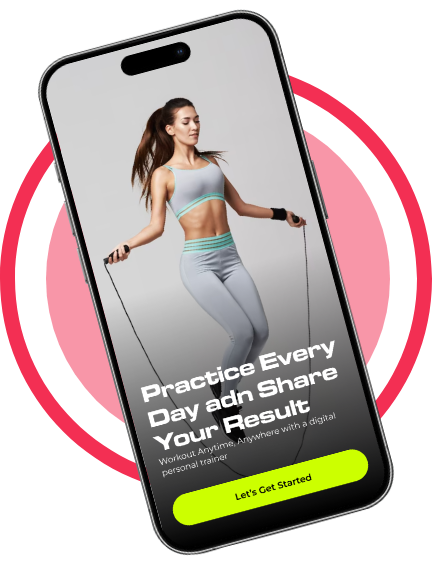 Practice Every
Day adn Share
Your Result
Workout Anytime, Anywhere with a digital
personal trainer
Let's Get Started